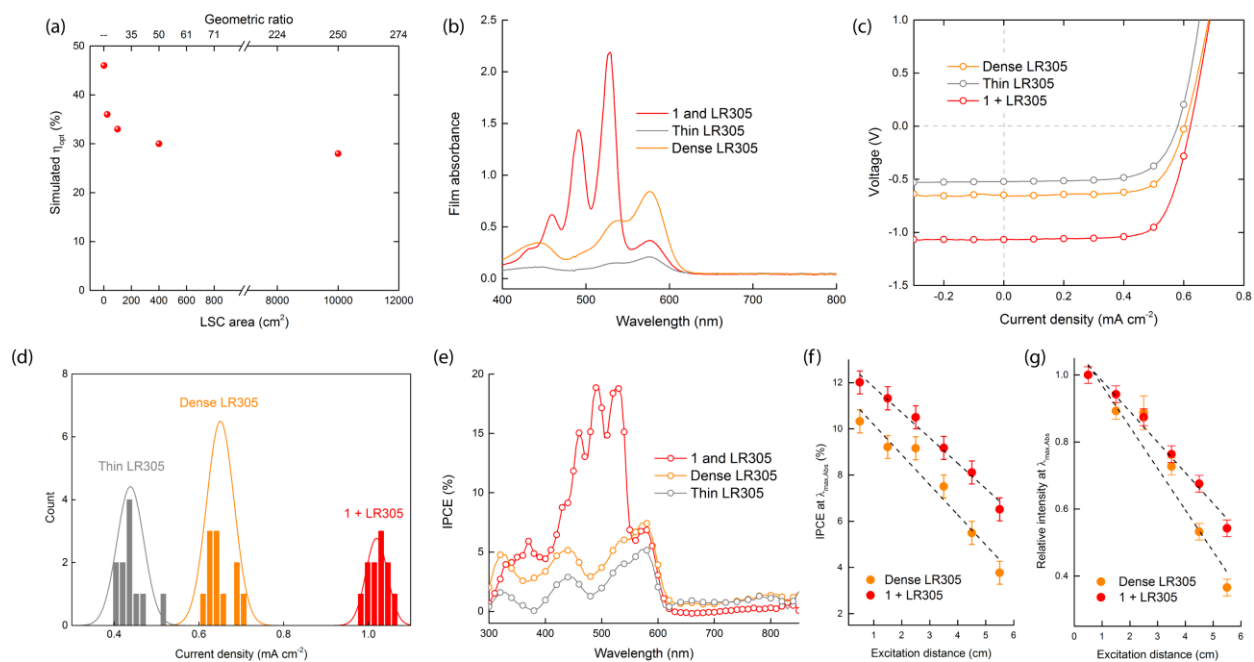 (a)
Geometric ratio
-- 35 50 61 71 224 250 274
50
40
30
20
10
0
Simulated ηopt (%)
0 200 400 600 800 8000 10000 12000
LSC area (cm2)
(b)
2.5
2.0
1.5
1.0
0.5
0.0
Film absorbance
1 and LR305
Thin LR305
Dense LR305
400 500 600 700 800
Wavelength (nm)
(c)
1.0
0.5
0.0
-0.5
-1.0
-1.5
Voltage (V)
Dense LR305
Thin LR305
1 + LR305
-0.2 0.0 0.2 0.4 0.6 0.8
Current density (mA cm-2)
(d)
8
6
4
2
0
Count
Dense LR305
Thin LR305
1 + LR305
0.4 0.6 0.8 1.0
Current density (mA cm-2)
(e)
20
15
10
5
0
IPCE (%)
1 and LR305
Dense LR305
Thin LR305
300 400 500 600 700 800
Wavelength (nm)
(f)
12
10
8
6
4
2
IPCE at λmax,Abs (%)
Dense LR305
1 + LR305
1 2 3 4 5 6
Excitation distance (cm)
(g)
1.0
0.8
0.6
0.4
Relative intensity at λmax,Abs
Dense LR305
1 + LR305
0 1 2 3 4 5 6
Excitation distance (cm)